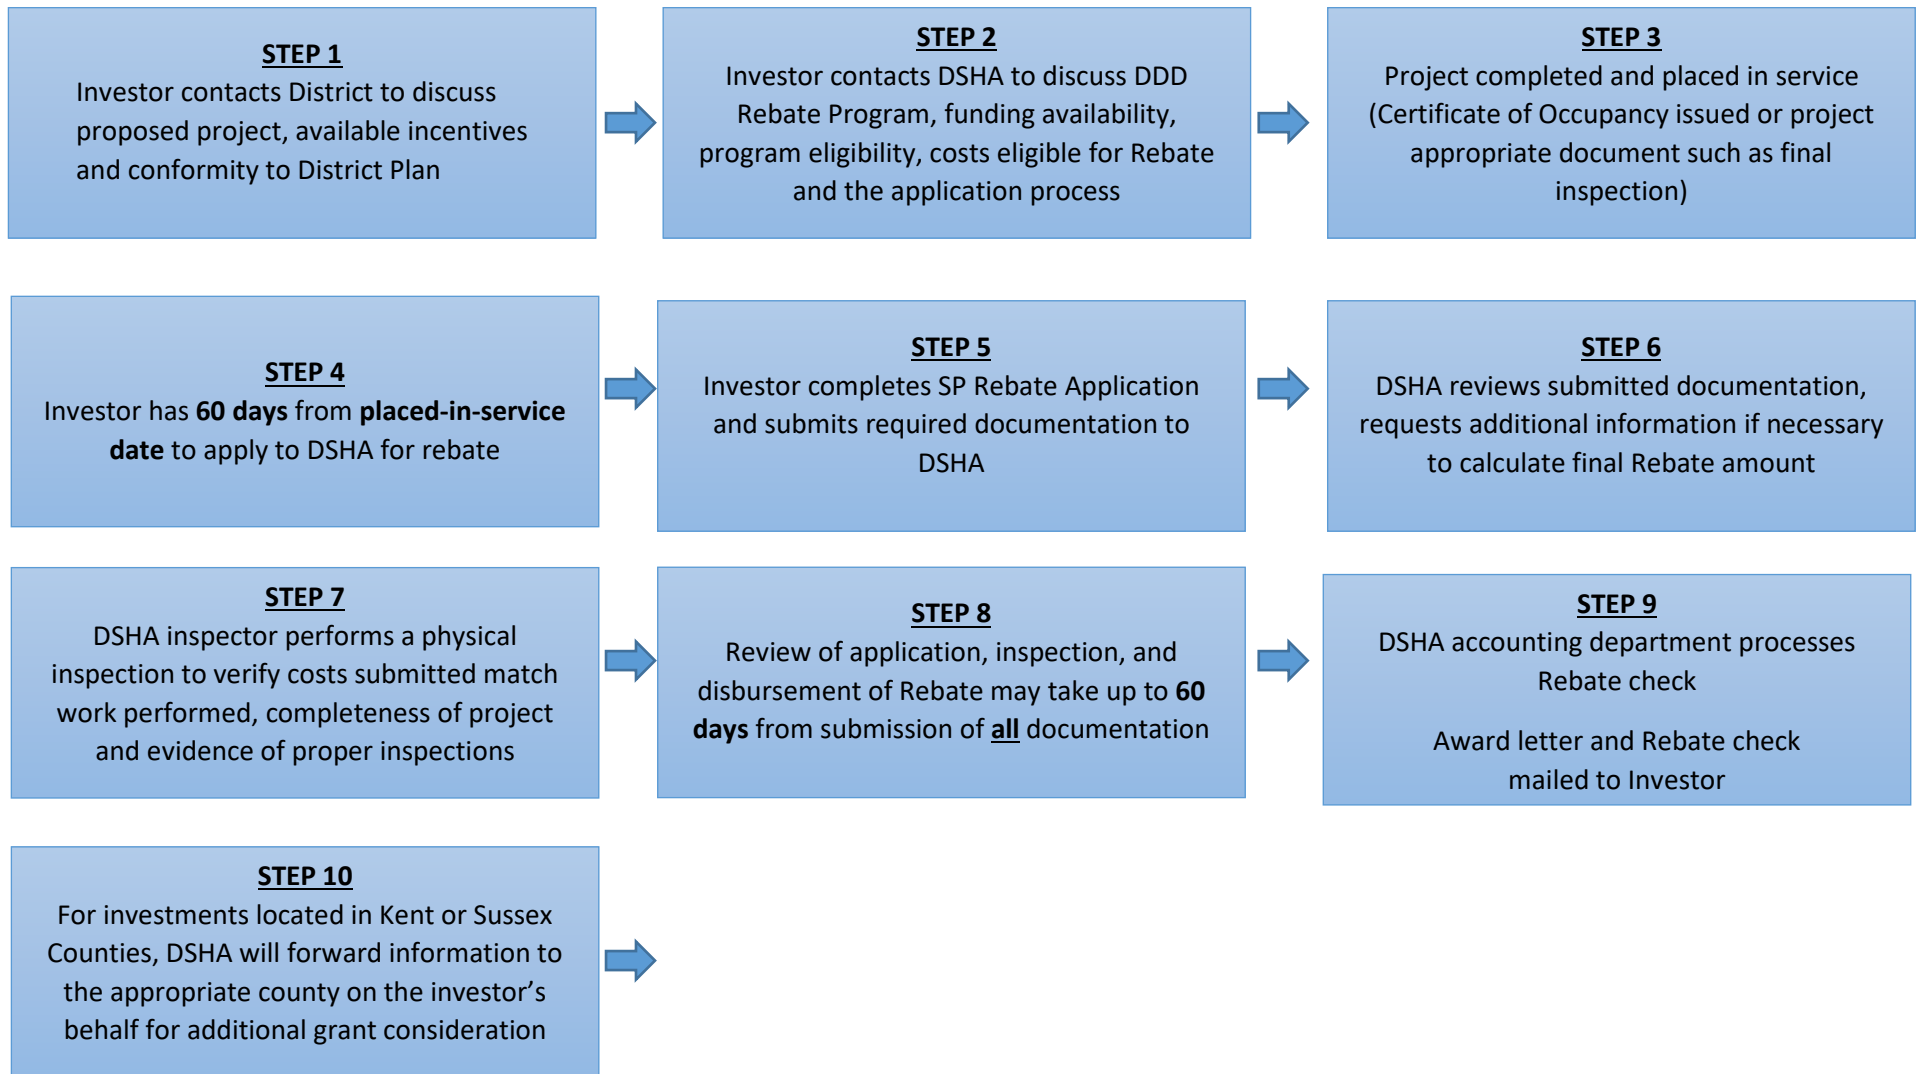 STEP 1
Investor contacts District to discuss
proposed project, available incentives
and conformity to District Plan
STEP 2
Investor contacts DSHA to discuss DDD
Rebate Program, funding availability,
program eligibility, costs eligible for Rebate
and the application process
STEP 3
Project completed and placed in service
(Certificate of Occupancy issued or project
appropriate document such as final
inspection)
STEP 4
Investor has 60 days from placed-in-service
date to apply to DSHA for rebate
STEP 5
Investor completes SP Rebate Application
and submits required documentation to
DSHA
STEP 6
DSHA reviews submitted documentation,
requests additional information if necessary
to calculate final Rebate amount
STEP 7
DSHA inspector performs a physical
inspection to verify costs submitted match
work performed, completeness of project
and evidence of proper inspections
STEP 8
Review of application, inspection, and
disbursement of Rebate may take up to 60
days from submission of all documentation
STEP 9
DSHA accounting department processes
Rebate check
Award letter and Rebate check
mailed to Investor
STEP 10
For investments located in Kent or Sussex
Counties, DSHA will forward information to
the appropriate county on the investor’s
behalf for additional grant consideration